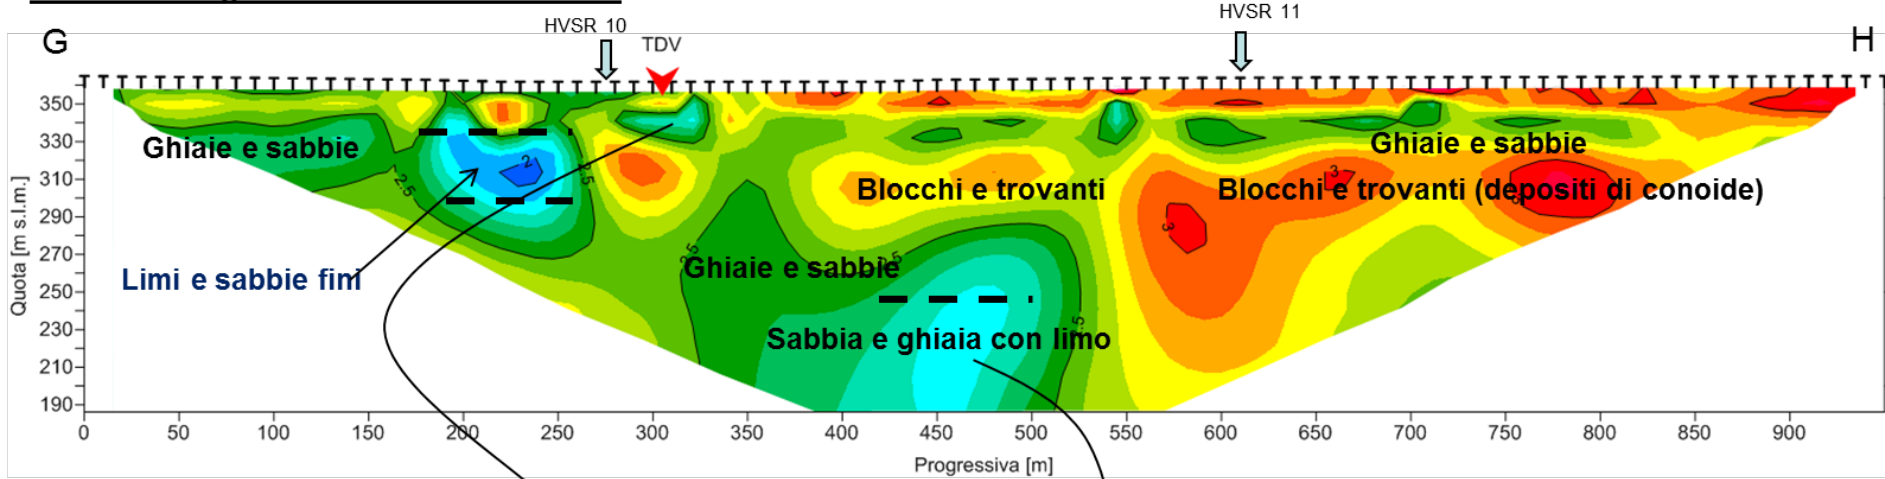 HVSR 10
HVSR 11
G
TDV
H
350
330
310
290
270
250
230
210
190
Quota [m s.l.m.]
Ghiaie e sabbie
Ghiaie e sabbie
2
2.5
2.5
3
Blocchi e trovanti
Blocchi e trovanti (depositi di conoide)
3
2.5
Ghiaie e sabbie
2.5
Limi e sabbie fini
2.5
Sabbia e ghiaia con limo
0
50
100
150
200
250
300
350
400
450
500
550
600
650
700
750
800
850
900
Progressiva [m]